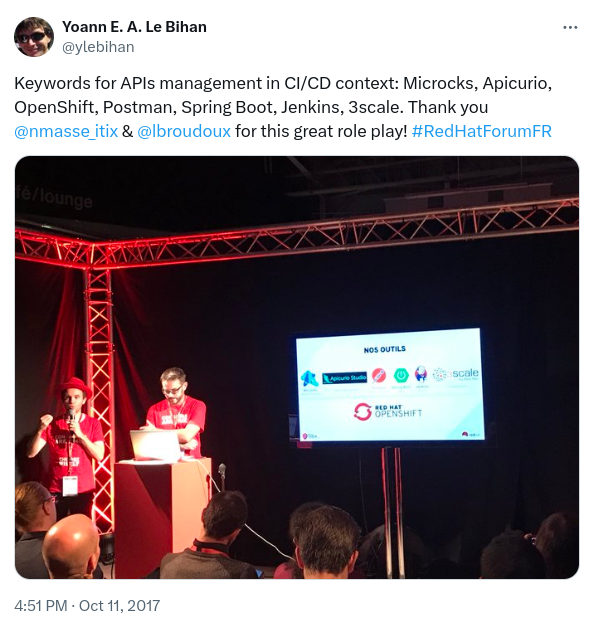 Yoann E. A. Le Bihan
@ylebihan
Keywords for APIs management in CI/CD context: Microcks, Apicurio,
OpenShift, Postman, Spring Boot, Jenkins, 3scale. Thank you
@nmasse_itix & @lbroudoux for this great role play! #RedHatForumFR
fé/lounge
NOS OUTILS
Apicurio Studio
3scale
RED HAT
OPENSHIFT
4:51 PM · Oct 11, 2017